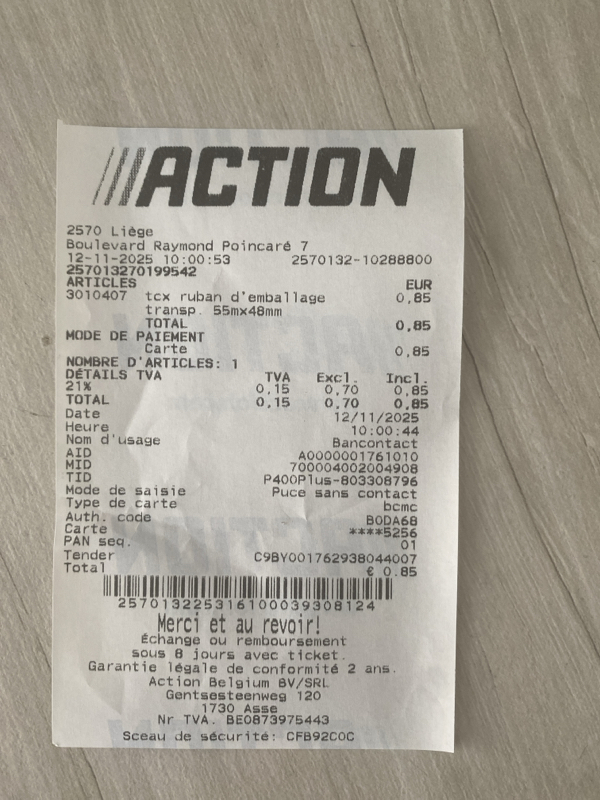 ACTION
2570 Liège
Boulevard Raymond Poincaré 7
12-11-2025 10:00:53 2570132-10288800
257013270199542
ARTICLES EUR
3010407 tcx ruban d'emballage 0,85
transp. 55mx48mm
TOTAL 0,85
MODE DE PAIEMENT
Carte 0,85
NOMBRE D'ARTICLES: 1
DÉTAILS TVA TVA Excl. Incl.
21% 0,15 0,70 0,85
TOTAL 0,15 0,70 0,85
Date 12/11/2025
Heure 10:00:44
Nom d'usage Bancontact
AID A0000001761010
MID 700004002004908
TID P400Plus-803308796
Mode de saisie Puce sans contact
Type de carte bcmc
Auth. code B0DA68
Carte ****5256
PAN seq. 01
Tender C9BY001762938044007
Total € 0.85
257013225316100039308124
Merci et au revoir!
Échange ou remboursement
sous 8 jours avec ticket.
Garantie légale de conformité 2 ans.
Action Belgium BV/SRL
Gentsesteenweg 120
1730 Asse
Nr TVA. BE0873975443
Sceau de sécurité: CFB92C0C